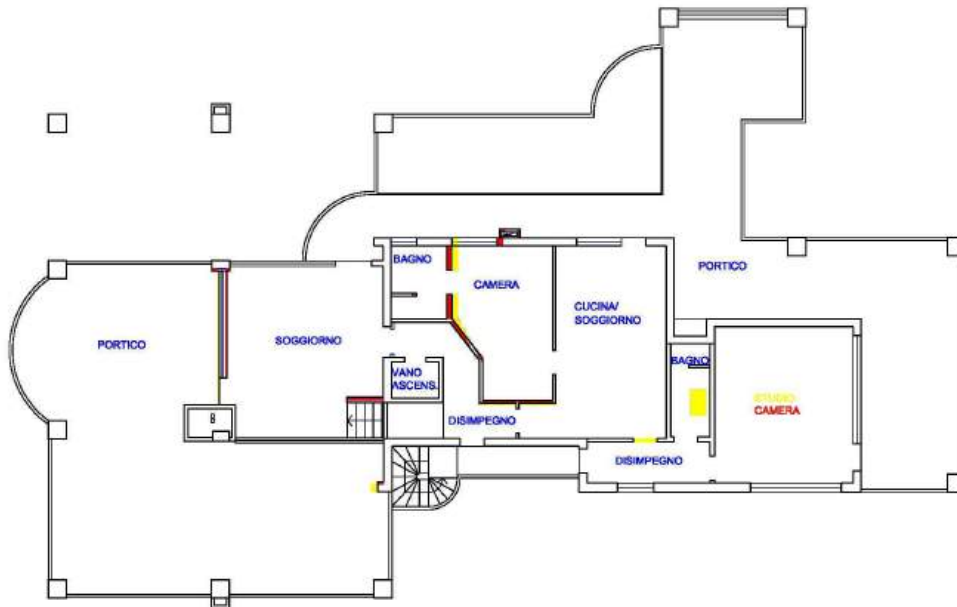 BAGNO
CAMERA
CUCINA/
SOGGIORNO
PORTICO
PORTICO
SOGGIORNO
VANO
ASCENS.
BAGNO
STUDIO
CAMERA
B
DISIMPEGNO
DISIMPEGNO